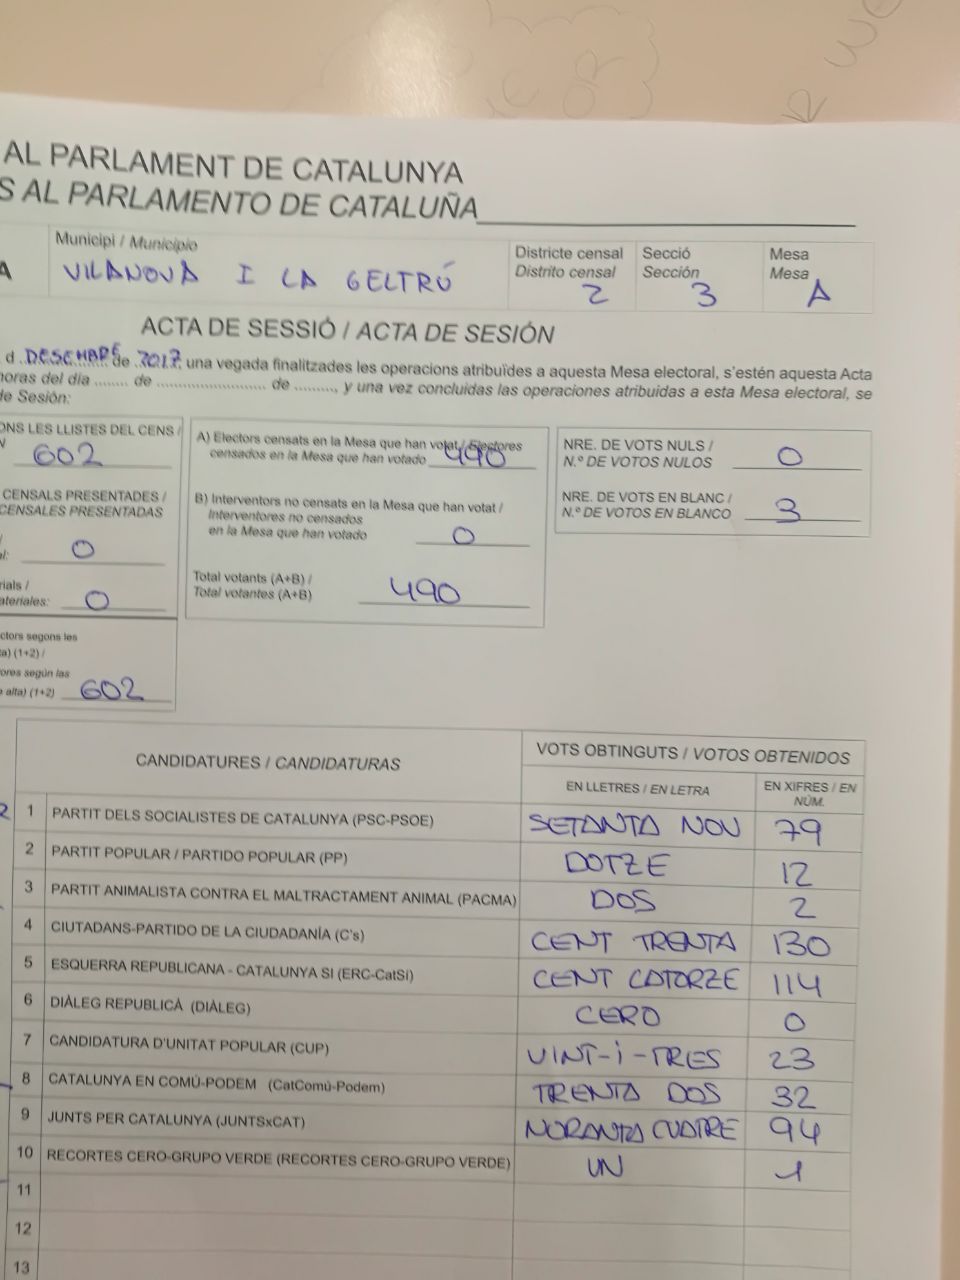 AL PARLAMENT DE CATALUNYA
S AL PARLAMENTO DE CATALUÑA
A
Municipi / Municipio
VILANOVA I LA GELTRÚ
Districte censal
Distrito censal
2
Secció
Sección
3
Mesa
Mesa
A
ACTA DE SESSIÓ / ACTA DE SESIÓN
d DESEMBRE de 2017, una vegada finalitzades les operacions atribuïdes a aquesta Mesa electoral, s'estén aquesta Acta
horas del día ........ de ......................... de ........., y una vez concluidas las operaciones atribuidas a esta Mesa electoral, se
de Sesión:
ONS LES LLISTES DEL CENS /
N
602
CENSALS PRESENTADES /
CENSALES PRESENTADAS
/
al: 0
rials /
ateriales: 0
ctors segons les
ta) (1+2) /
ores según las
e alta) (1+2) 602
A) Electors censats en la Mesa que han votat / Electores
censados en la Mesa que han votado 490
B) Interventors no censats en la Mesa que han votat /
Interventores no censados
en la Mesa que han votado 0
Total votants (A+B) /
Total votantes (A+B) 490
NRE. DE VOTS NULS /
N.º DE VOTOS NULOS 0
NRE. DE VOTS EN BLANC /
N.º DE VOTOS EN BLANCO 3
CANDIDATURES / CANDIDATURAS
VOTS OBTINGUTS / VOTOS OBTENIDOS
EN LLETRES / EN LETRA
EN XIFRES / EN
NÚM.
1 PARTIT DELS SOCIALISTES DE CATALUNYA (PSC-PSOE) SETANTA NOU 79
2 PARTIT POPULAR / PARTIDO POPULAR (PP) DOTZE 12
3 PARTIT ANIMALISTA CONTRA EL MALTRACTAMENT ANIMAL (PACMA) DOS 2
4 CIUTADANS-PARTIDO DE LA CIUDADANÍA (C's) CENT TRENTA 130
5 ESQUERRA REPUBLICANA - CATALUNYA SI (ERC-CatSí) CENT CATORZE 114
6 DIÀLEG REPUBLICÀ (DIÀLEG) CERO 0
7 CANDIDATURA D'UNITAT POPULAR (CUP) VINT-I-TRES 23
8 CATALUNYA EN COMÚ-PODEM (CatComú-Podem) TRENTA DOS 32
9 JUNTS PER CATALUNYA (JUNTSxCAT) NORANTA CUATRE 94
10 RECORTES CERO-GRUPO VERDE (RECORTES CERO-GRUPO VERDE) UN 1
11
12
13